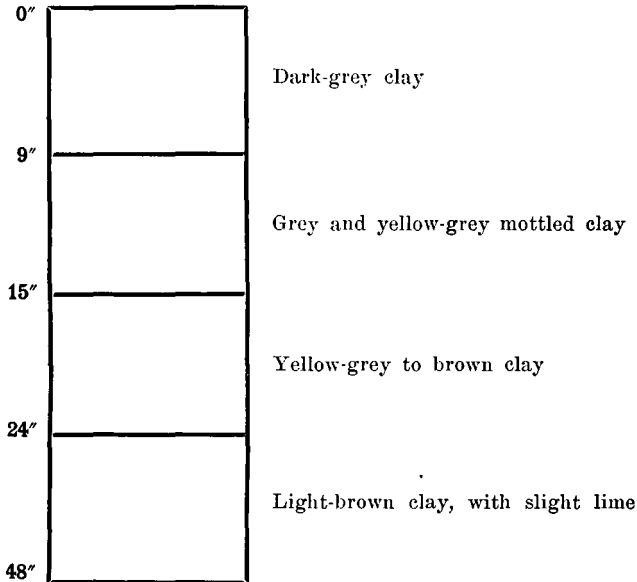 0″
Dark-grey clay
9″
Grey and yellow-grey mottled clay
15″
Yellow-grey to brown clay
24″
Light-brown clay, with slight lime
48″